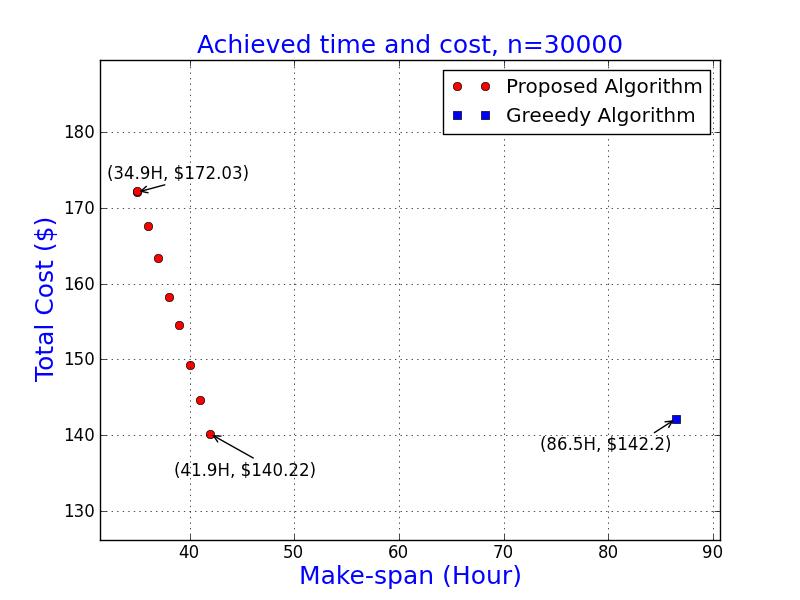 Achieved time and cost, n=30000
Proposed Algorithm
Greeedy Algorithm
(34.9H, $172.03)
(41.9H, $140.22)
(86.5H, $142.2)
Total Cost ($)
180
170
160
150
140
130
40 50 60 70 80 90
Make-span (Hour)